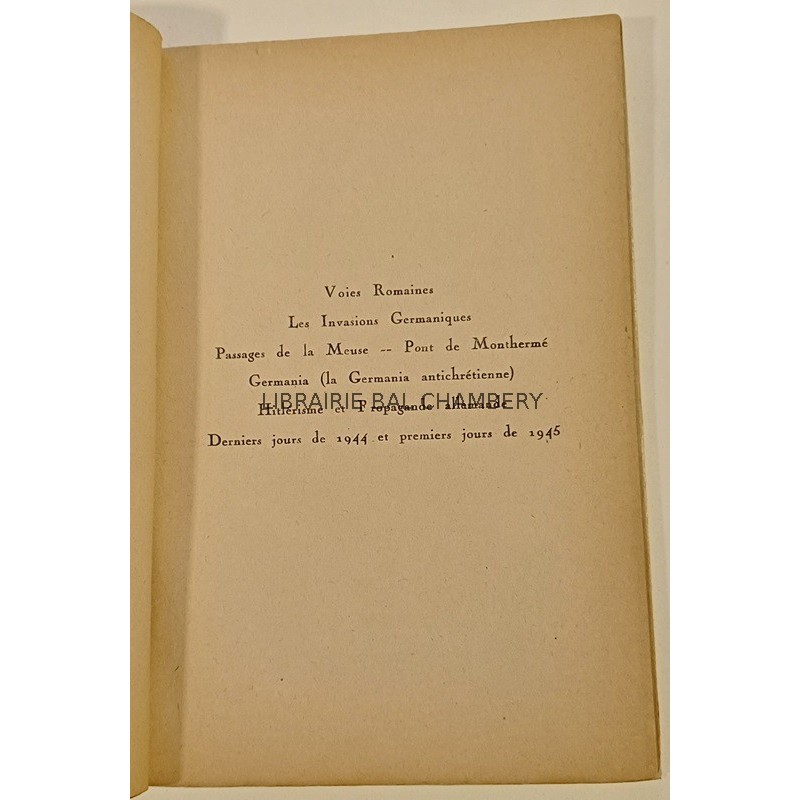 Voies Romaines
Les Invasions Germaniques
Passages de la Meuse -- Pont de Monthermé
Germania (la Germania antichrétienne)
LIBRAIRIE BAL CHAMBERY
Hitlérisme et Propagande allemande
Derniers jours de 1944 et premiers jours de 1945